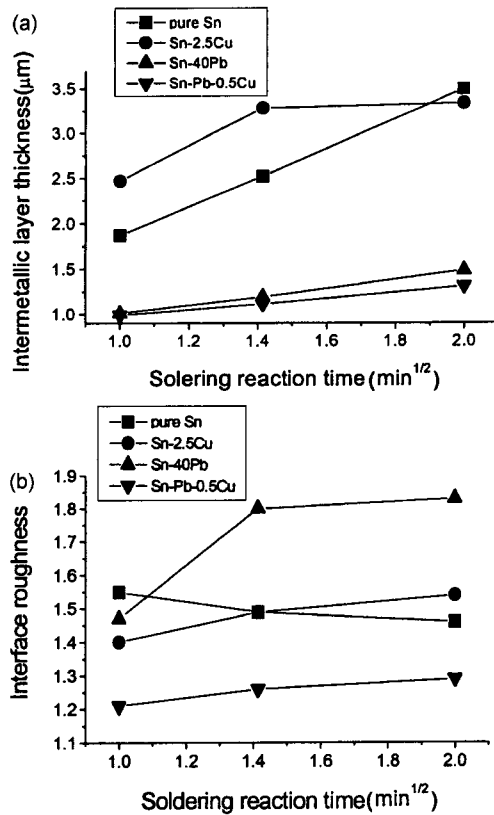 (a)
pure Sn
Sn-2.5Cu
Sn-40Pb
Sn-Pb-0.5Cu
Intermetallic layer thickness(μm)
3.5
3.0
2.5
2.0
1.5
1.0
1.0 1.2 1.4 1.6 1.8 2.0
Solering reaction time(min1/2)
(b)
pure Sn
Sn-2.5Cu
Sn-40Pb
Sn-Pb-0.5Cu
Interface roughness
1.9
1.8
1.7
1.6
1.5
1.4
1.3
1.2
1.1
1.0 1.2 1.4 1.6 1.8 2.0
Soldering reaction time(min1/2)